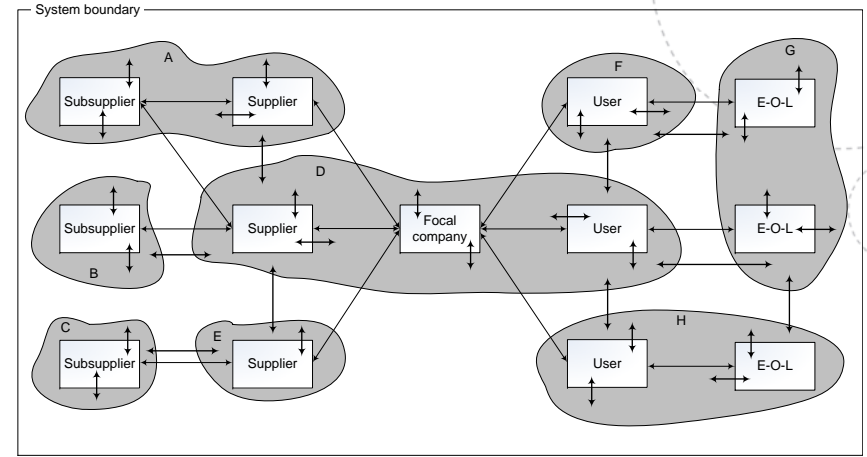 System boundary
A
F
G
Subsupplier
Supplier
User
E-O-L
D
Subsupplier
Supplier
Focal
company
User
E-O-L
B
C
E
H
Subsupplier
Supplier
User
E-O-L